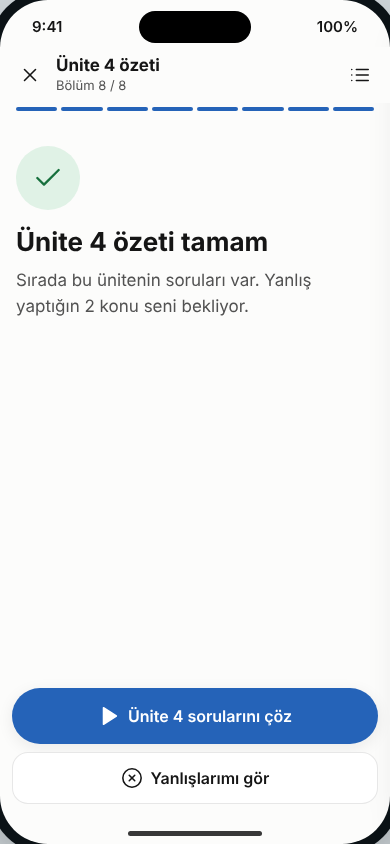 9:41
100%
Ünite 4 özeti
Bölüm 8 / 8
Ünite 4 özeti tamam
Sırada bu ünitenin soruları var. Yanlış
yaptığın 2 konu seni bekliyor.
Ünite 4 sorularını çöz
Yanlışlarımı gör